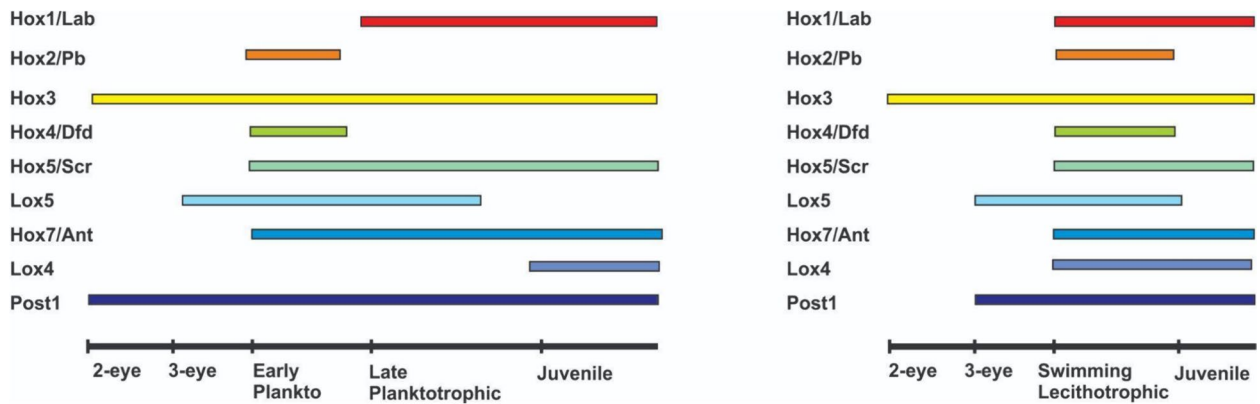 Hox1/Lab
Hox2/Pb
Hox3
Hox4/Dfd
Hox5/Scr
Lox5
Hox7/Ant
Lox4
Post1
2-eye
3-eye
Early
Plankto
Late
Planktotrophic
Juvenile
Hox1/Lab
Hox2/Pb
Hox3
Hox4/Dfd
Hox5/Scr
Lox5
Hox7/Ant
Lox4
Post1
2-eye
3-eye
Swimming
Lecithotrophic
Juvenile